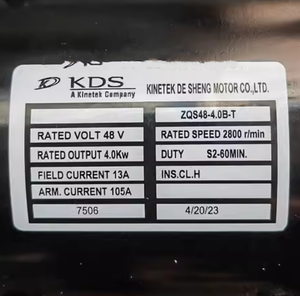 KDS
A Kinetek Company
KINETEK DE SHENG MOTOR CO.,LTD.
ZQS48-4.0B-T
RATED VOLT 48 V
RATED SPEED 2800 r/min
RATED OUTPUT 4.0Kw
DUTY S2-60MIN.
FIELD CURRENT 13A
INS.CL.H
ARM. CURRENT 105A
7506
4/20/23